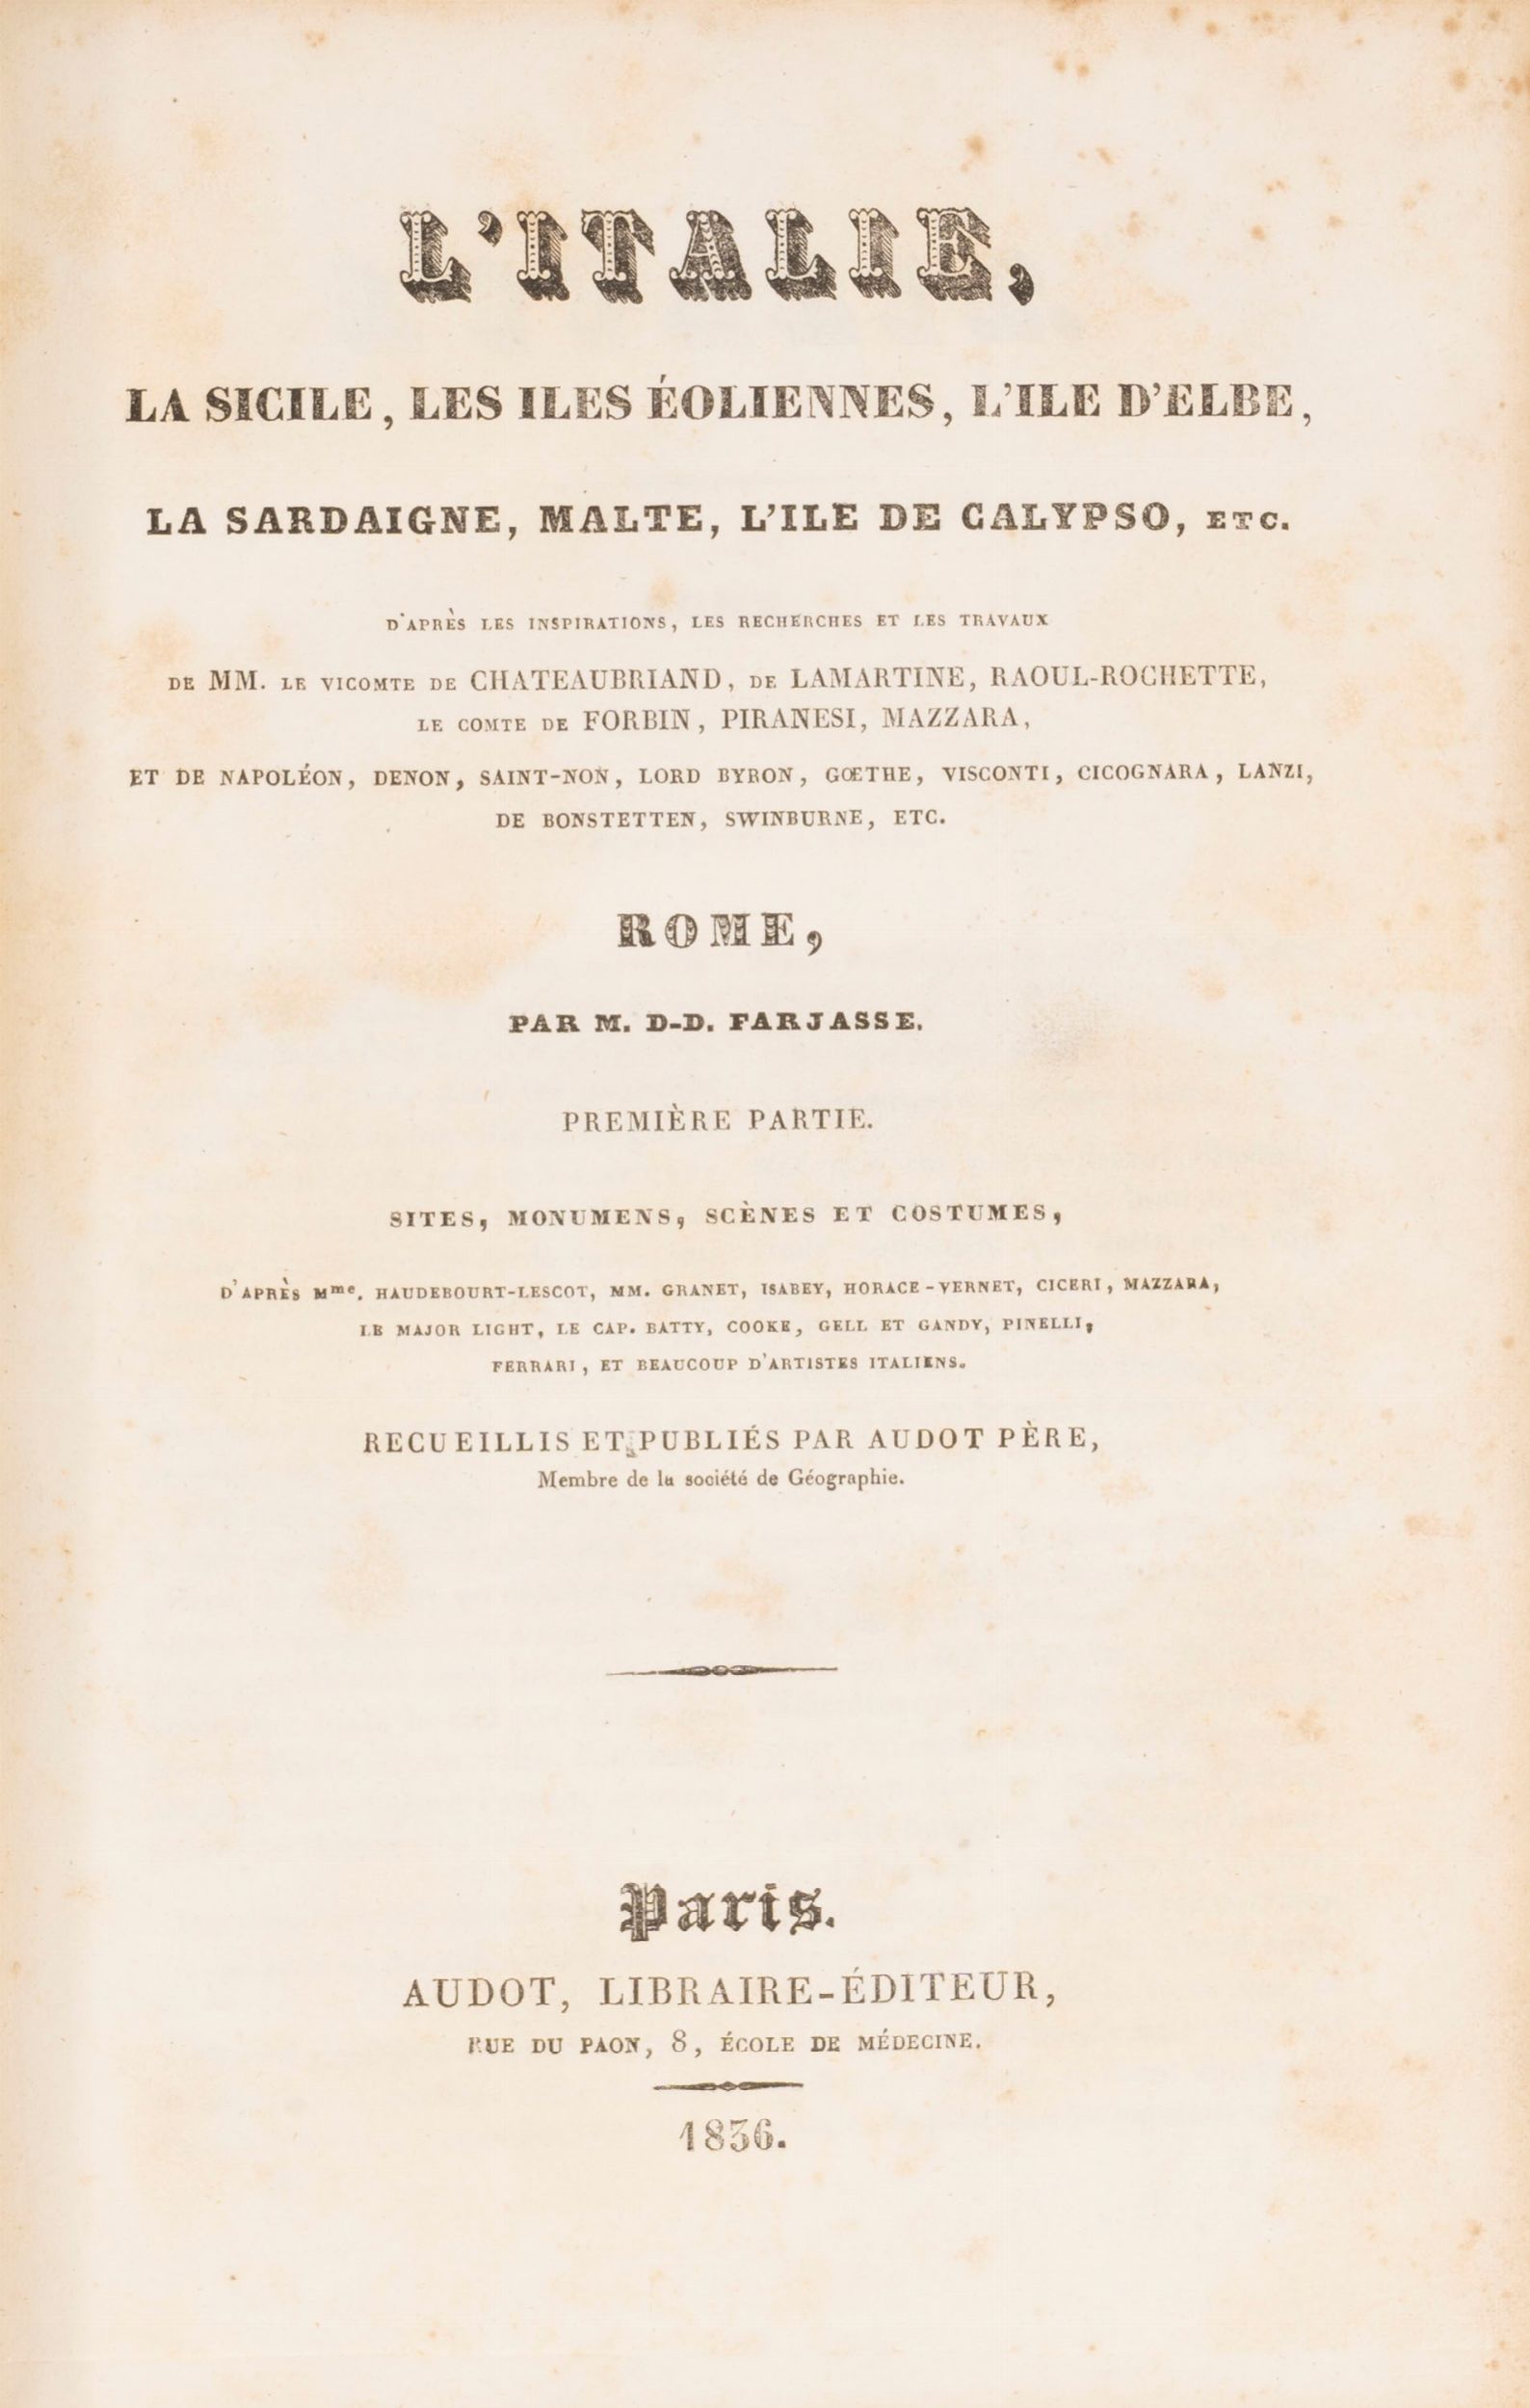 L'ITALIE,
LA SICILE, LES ILES ÉOLIENNES, L'ILE D'ELBE,
LA SARDAIGNE, MALTE, L'ILE DE CALYPSO, ETC.
D'APRÈS LES INSPIRATIONS, LES RECHERCHES ET LES TRAVAUX
DE MM. LE VICOMTE DE CHATEAUBRIAND, DE LAMARTINE, RAOUL-ROCHETTE,
LE COMTE DE FORBIN, PIRANESI, MAZZARA,
ET DE NAPOLÉON, DENON, SAINT-NON, LORD BYRON, GŒTHE, VISCONTI, CICOGNARA, LANZI,
DE BONSTETTEN, SWINBURNE, ETC.
ROME,
PAR M. D-D. FARJASSE.
PREMIÈRE PARTIE.
SITES, MONUMENS, SCÈNES ET COSTUMES,
D'APRÈS Mme. HAUDEBOURT-LESCOT, MM. GRANET, ISABEY, HORACE-VERNET, CICERI, MAZZARA,
LE MAJOR LIGHT, LE CAP. BATTY, COOKE, GELL ET GANDY, PINELLI,
FERRARI, ET BEAUCOUP D'ARTISTES ITALIENS.
RECUEILLIS ET PUBLIÉS PAR AUDOT PÈRE,
Membre de la société de Géographie.
Paris.
AUDOT, LIBRAIRE-ÉDITEUR,
RUE DU PAON, 8, ÉCOLE DE MÉDECINE.
1836.